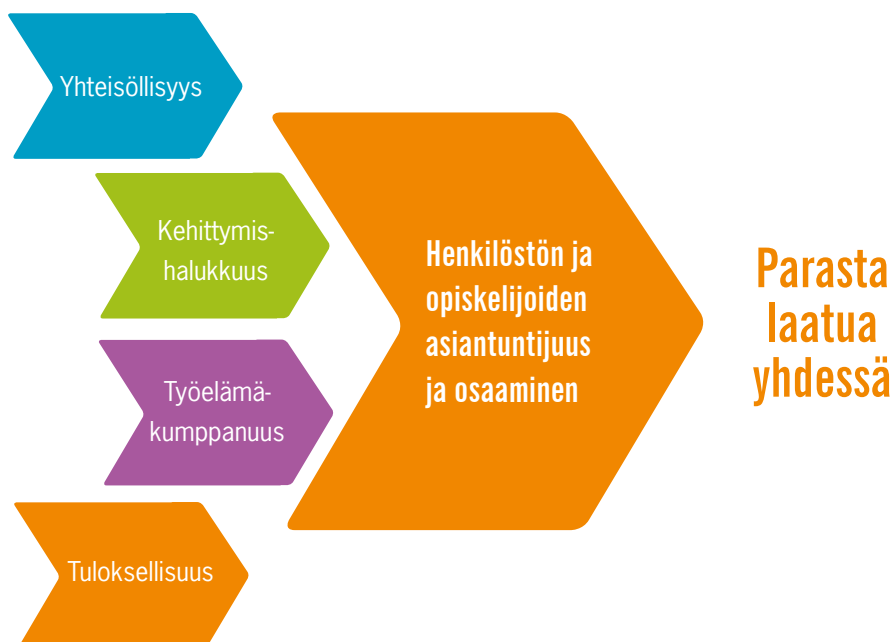 Yhteisöllisyys
Kehittymis-
halukkuus
Työelämä-
kumppanuus
Tuloksellisuus
Henkilöstön ja
opiskelijoiden
asiantuntijuus
ja osaaminen
Parasta
laatua
yhdessä